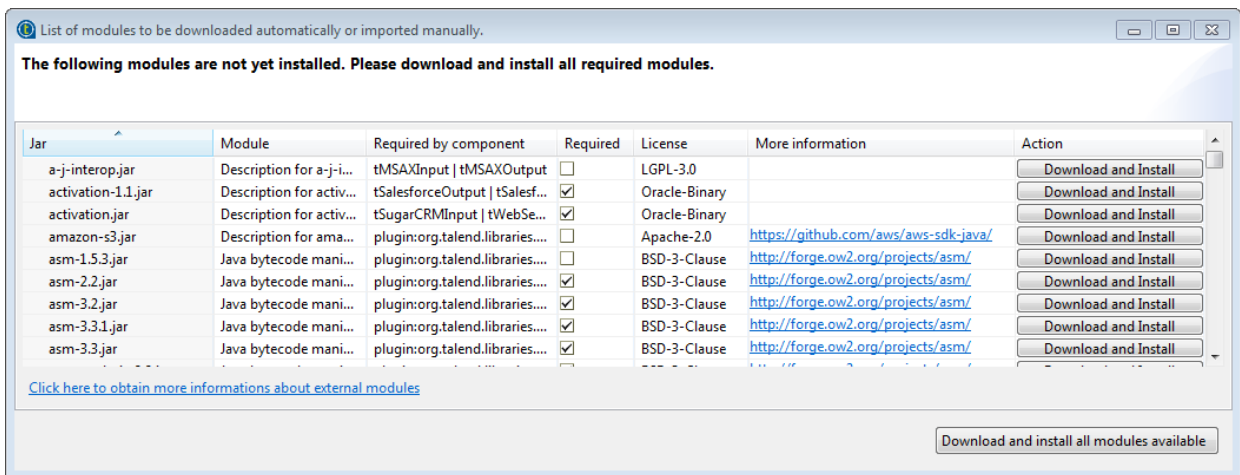 List of modules to be downloaded automatically or imported manually.
The following modules are not yet installed. Please download and install all required modules.
Jar Module Required by component Required License More information Action
a-j-interop.jar Description for a-j-i... tMSAXInput | tMSAXOutput LGPL-3.0 Download and Install
activation-1.1.jar Description for activ... tSalesforceOutput | tSalesf... Oracle-Binary Download and Install
activation.jar Description for activ... tSugarCRMInput | tWebSe... Oracle-Binary Download and Install
amazon-s3.jar Description for ama... plugin:org.talend.libraries.... Apache-2.0 https://github.com/aws/aws-sdk-java/ Download and Install
asm-1.5.3.jar Java bytecode mani... plugin:org.talend.libraries.... BSD-3-Clause http://forge.ow2.org/projects/asm/ Download and Install
asm-2.2.jar Java bytecode mani... plugin:org.talend.libraries.... BSD-3-Clause http://forge.ow2.org/projects/asm/ Download and Install
asm-3.2.jar Java bytecode mani... plugin:org.talend.libraries.... BSD-3-Clause http://forge.ow2.org/projects/asm/ Download and Install
asm-3.3.1.jar Java bytecode mani... plugin:org.talend.libraries.... BSD-3-Clause http://forge.ow2.org/projects/asm/ Download and Install
asm-3.3.jar Java bytecode mani... plugin:org.talend.libraries.... BSD-3-Clause http://forge.ow2.org/projects/asm/ Download and Install
Click here to obtain more informations about external modules
Download and install all modules available